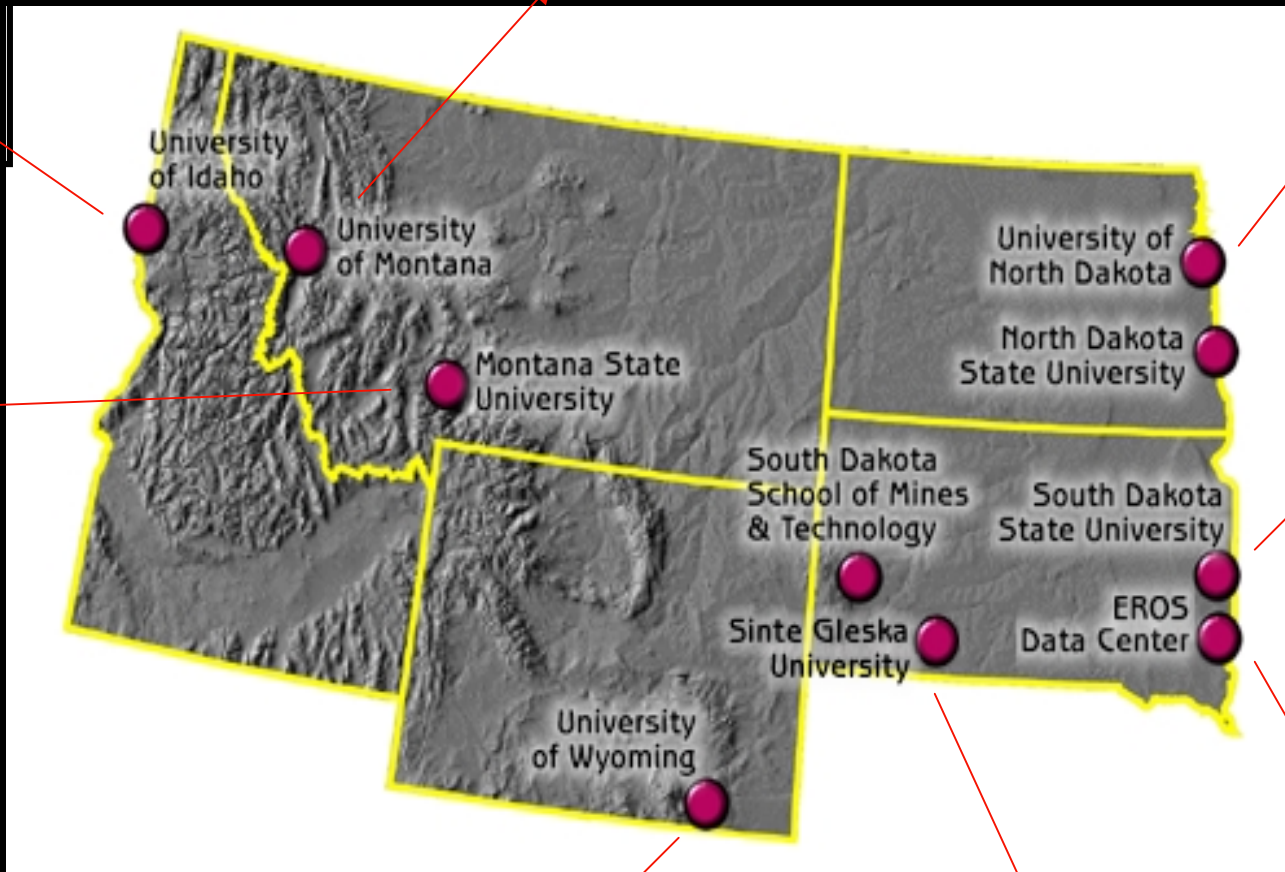 University
of Idaho
University
of Montana
University of
North Dakota
North Dakota
State University
Montana State
University
South Dakota
School of Mines
& Technology
South Dakota
State University
EROS
Data Center
Sinte Gleska
University
University
of Wyoming